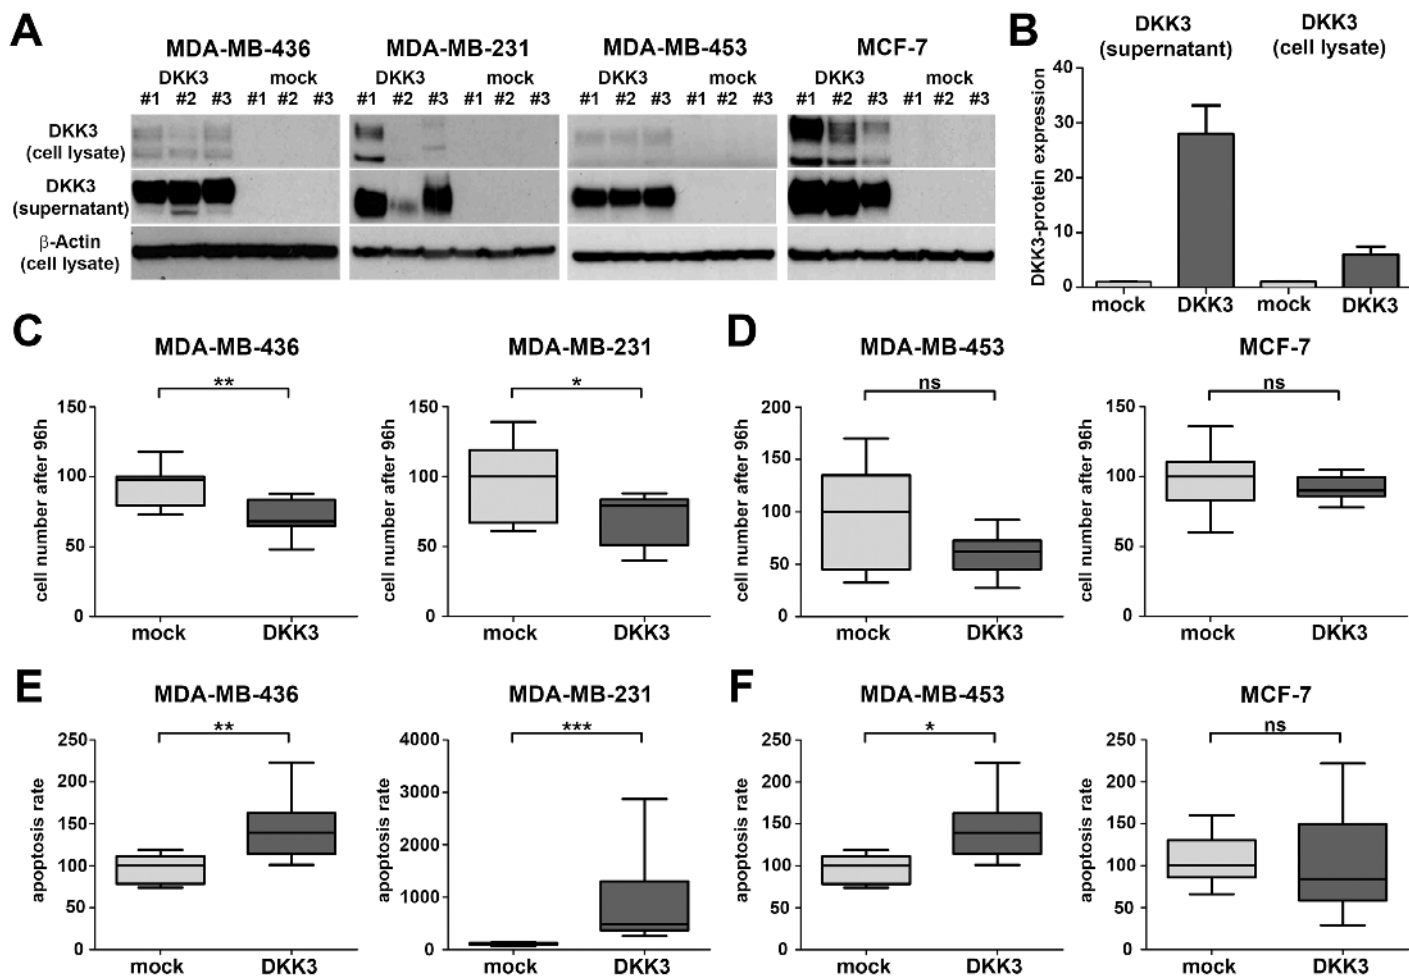 A
MDA-MB-436 MDA-MB-231 MDA-MB-453 MCF-7
DKK3 mock DKK3 mock DKK3 mock DKK3 mock
#1 #2 #3 #1 #2 #3 #1 #2 #3 #1 #2 #3 #1 #2 #3 #1 #2 #3 #1 #2 #3 #1 #2 #3
DKK3
(cell lysate)
DKK3
(supernatant)
β-Actin
(cell lysate)
B
DKK3
(supernatant)
DKK3
(cell lysate)
DKK3-protein expression
40
30
20
10
0
mock DKK3 mock DKK3
C
MDA-MB-436
**
cell number after 96h
150
100
50
0
mock DKK3
MDA-MB-231
*
cell number after 96h
150
100
50
0
mock DKK3
D
MDA-MB-453
ns
cell number after 96h
200
150
100
50
0
mock DKK3
MCF-7
ns
cell number after 96h
150
100
50
0
mock DKK3
E
MDA-MB-436
**
apoptosis rate
250
200
150
100
50
0
mock DKK3
MDA-MB-231
***
apoptosis rate
4000
3000
2000
1000
0
mock DKK3
F
MDA-MB-453
*
apoptosis rate
250
200
150
100
50
0
mock DKK3
MCF-7
ns
apoptosis rate
250
200
150
100
50
0
mock DKK3